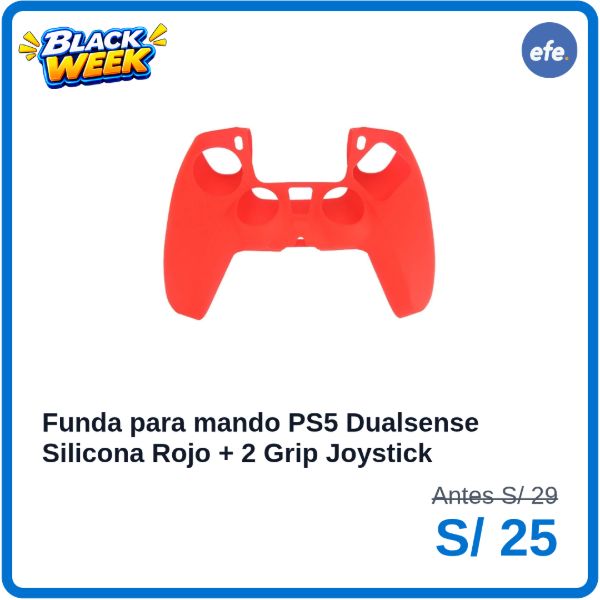 BLACK
WEEK
efe.
Funda para mando PS5 Dualsense
Silicona Rojo + 2 Grip Joystick
Antes S/ 29
S/ 25